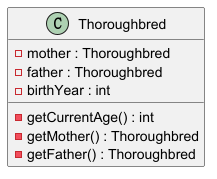 C Thoroughbred
mother : Thoroughbred
father : Thoroughbred
birthYear : int
getCurrentAge() : int
getMother() : Thoroughbred
getFather() : Thoroughbred